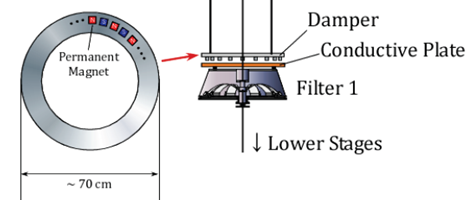 Permanent
Magnet
~ 70 cm
Damper
Conductive Plate
Filter 1
↓ Lower Stages